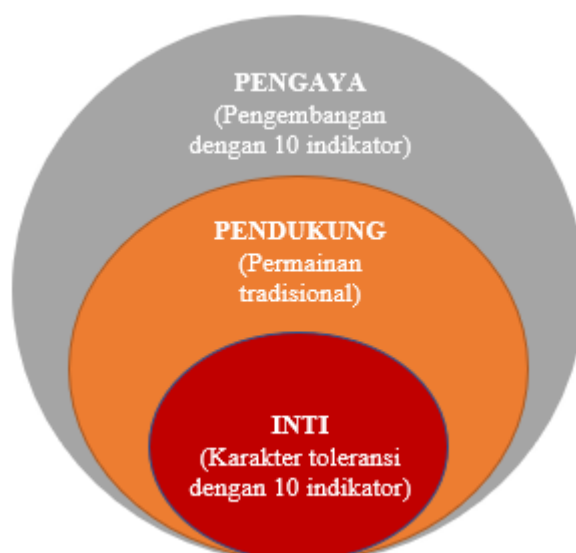 PENGAYA
(Pengembangan
dengan 10 indikator)
PENDUKUNG
(Permainan
tradisional)
INTI
(Karakter toleransi
dengan 10 indikator)